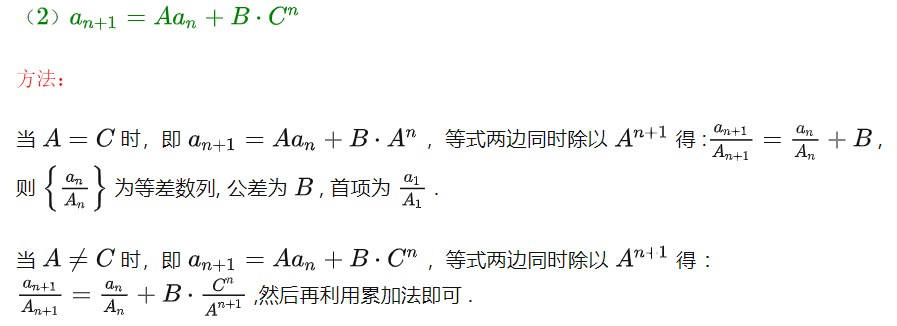 （2）$a_{n+1} = Aa_n + B \cdot C^n$
方法：
当 $A = C$ 时，即 $a_{n+1} = Aa_n + B \cdot A^n$ ，等式两边同时除以 $A^{n+1}$ 得：$\frac{a_{n+1}}{A_{n+1}} = \frac{a_n}{A_n} + B$，
则 $\left\{\frac{a_n}{A_n}\right\}$ 为等差数列, 公差为 $B$ , 首项为 $\frac{a_1}{A_1}$ .
当 $A \neq C$ 时，即 $a_{n+1} = Aa_n + B \cdot C^n$ ，等式两边同时除以 $A^{n+1}$ 得：
$\frac{a_{n+1}}{A_{n+1}} = \frac{a_n}{A_n} + B \cdot \frac{C^n}{A^{n+1}}$ ,然后再利用累加法即可 .